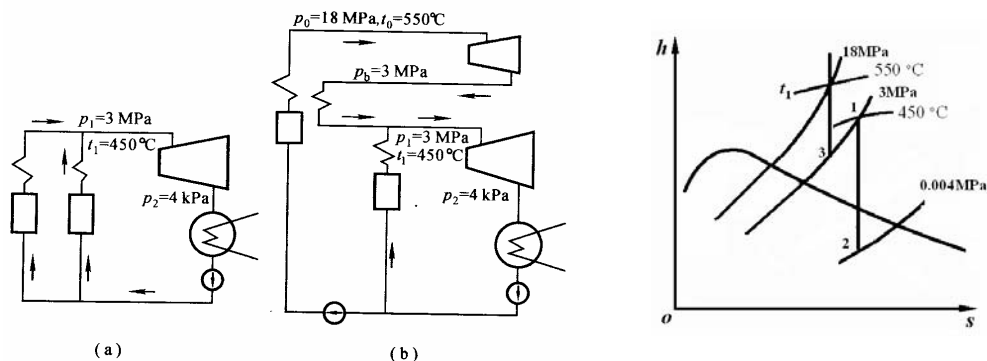 p₁=3 MPa
t₁=450℃
p₂=4 kPa
(a)
p₀=18 MPa,t₀=550℃
p_b=3 MPa
p₁=3 MPa
t₁=450℃
p₂=4 kPa
(b)
h
18MPa
550 °C
t₁
3MPa
1
450 °C
3
0.004MPa
2
o
s